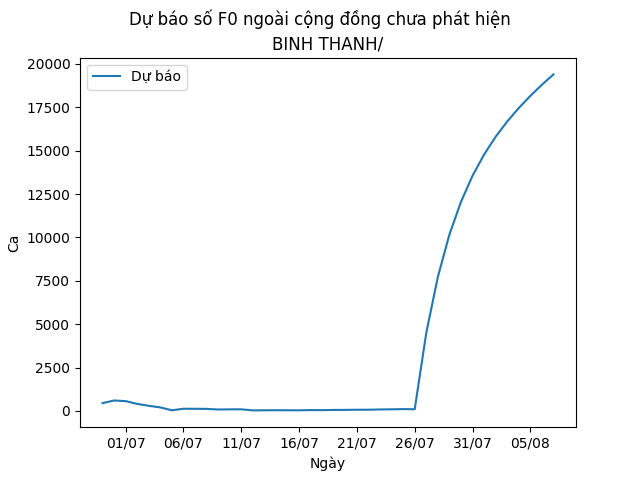 Dự báo số F0 ngoài cộng đồng chưa phát hiện
BINH THANH/
20000
17500
15000
12500
10000
7500
5000
2500
0
Dự báo
Ca
01/07 06/07 11/07 16/07 21/07 26/07 31/07 05/08
Ngày